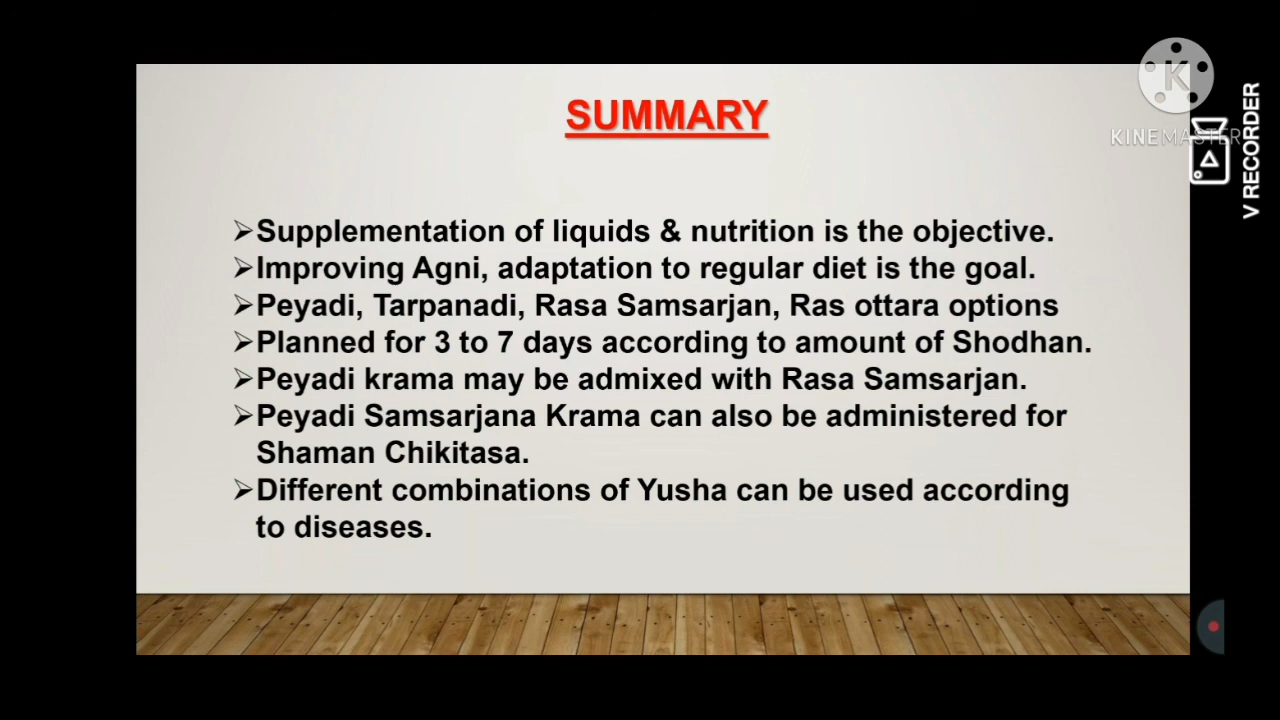 SUMMARY
KINEMASTER
V RECORDER
➢Supplementation of liquids & nutrition is the objective.
➢Improving Agni, adaptation to regular diet is the goal.
➢Peyadi, Tarpanadi, Rasa Samsarjan, Ras ottara options
➢Planned for 3 to 7 days according to amount of Shodhan.
➢Peyadi krama may be admixed with Rasa Samsarjan.
➢Peyadi Samsarjana Krama can also be administered for
Shaman Chikitasa.
➢Different combinations of Yusha can be used according
to diseases.